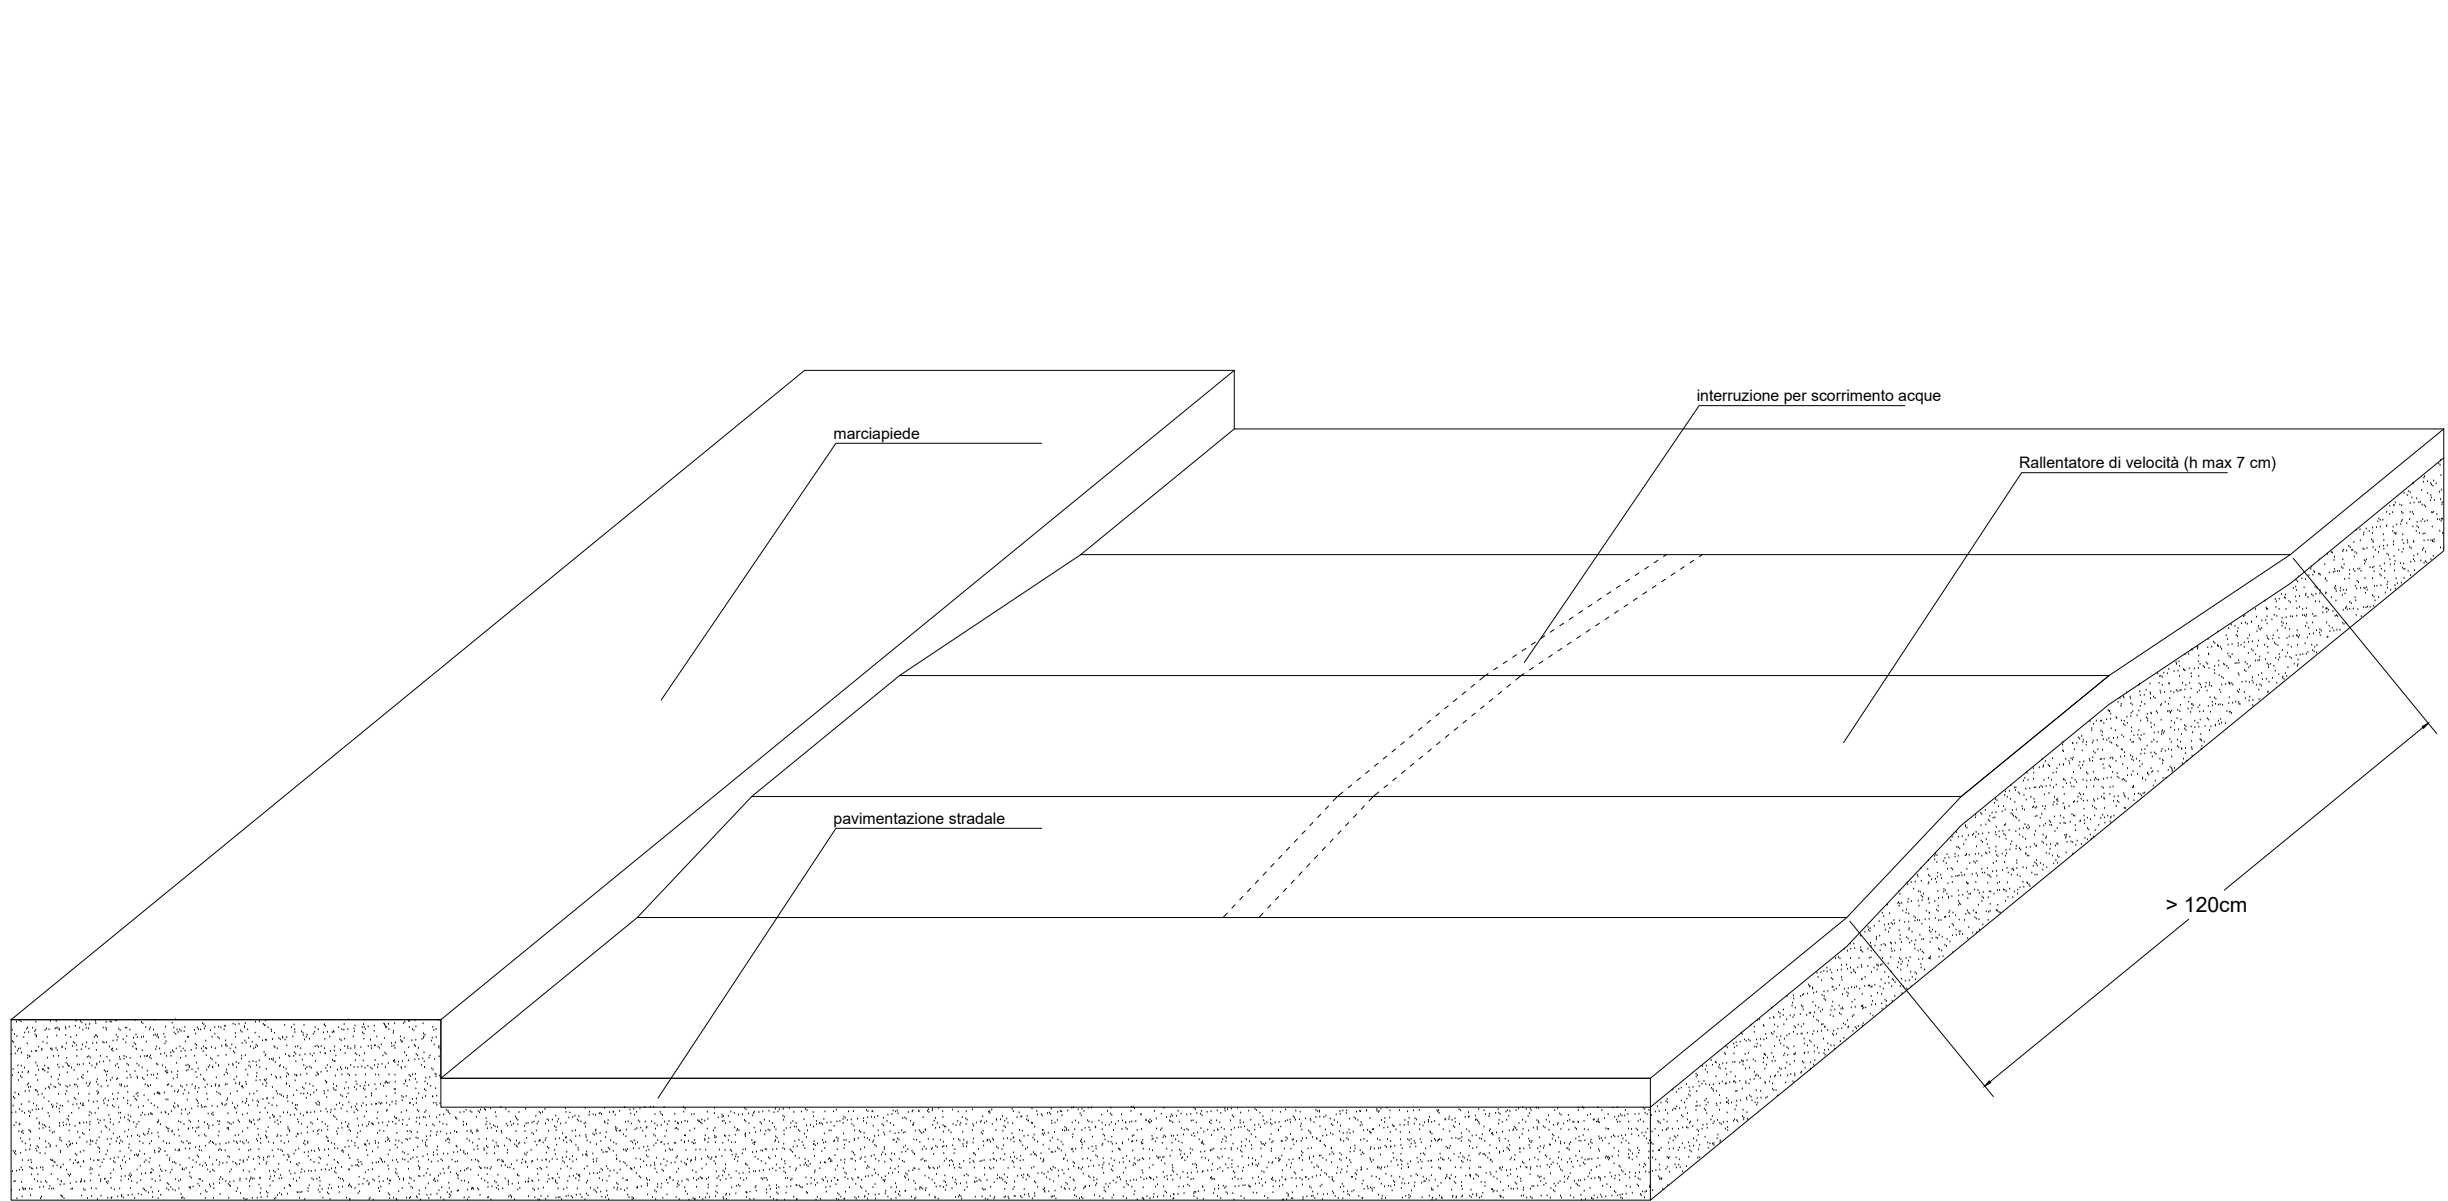 interruzione per scorrimento acque
marciapiede
Rallentatore di velocità (h max 7 cm)
pavimentazione stradale
> 120cm